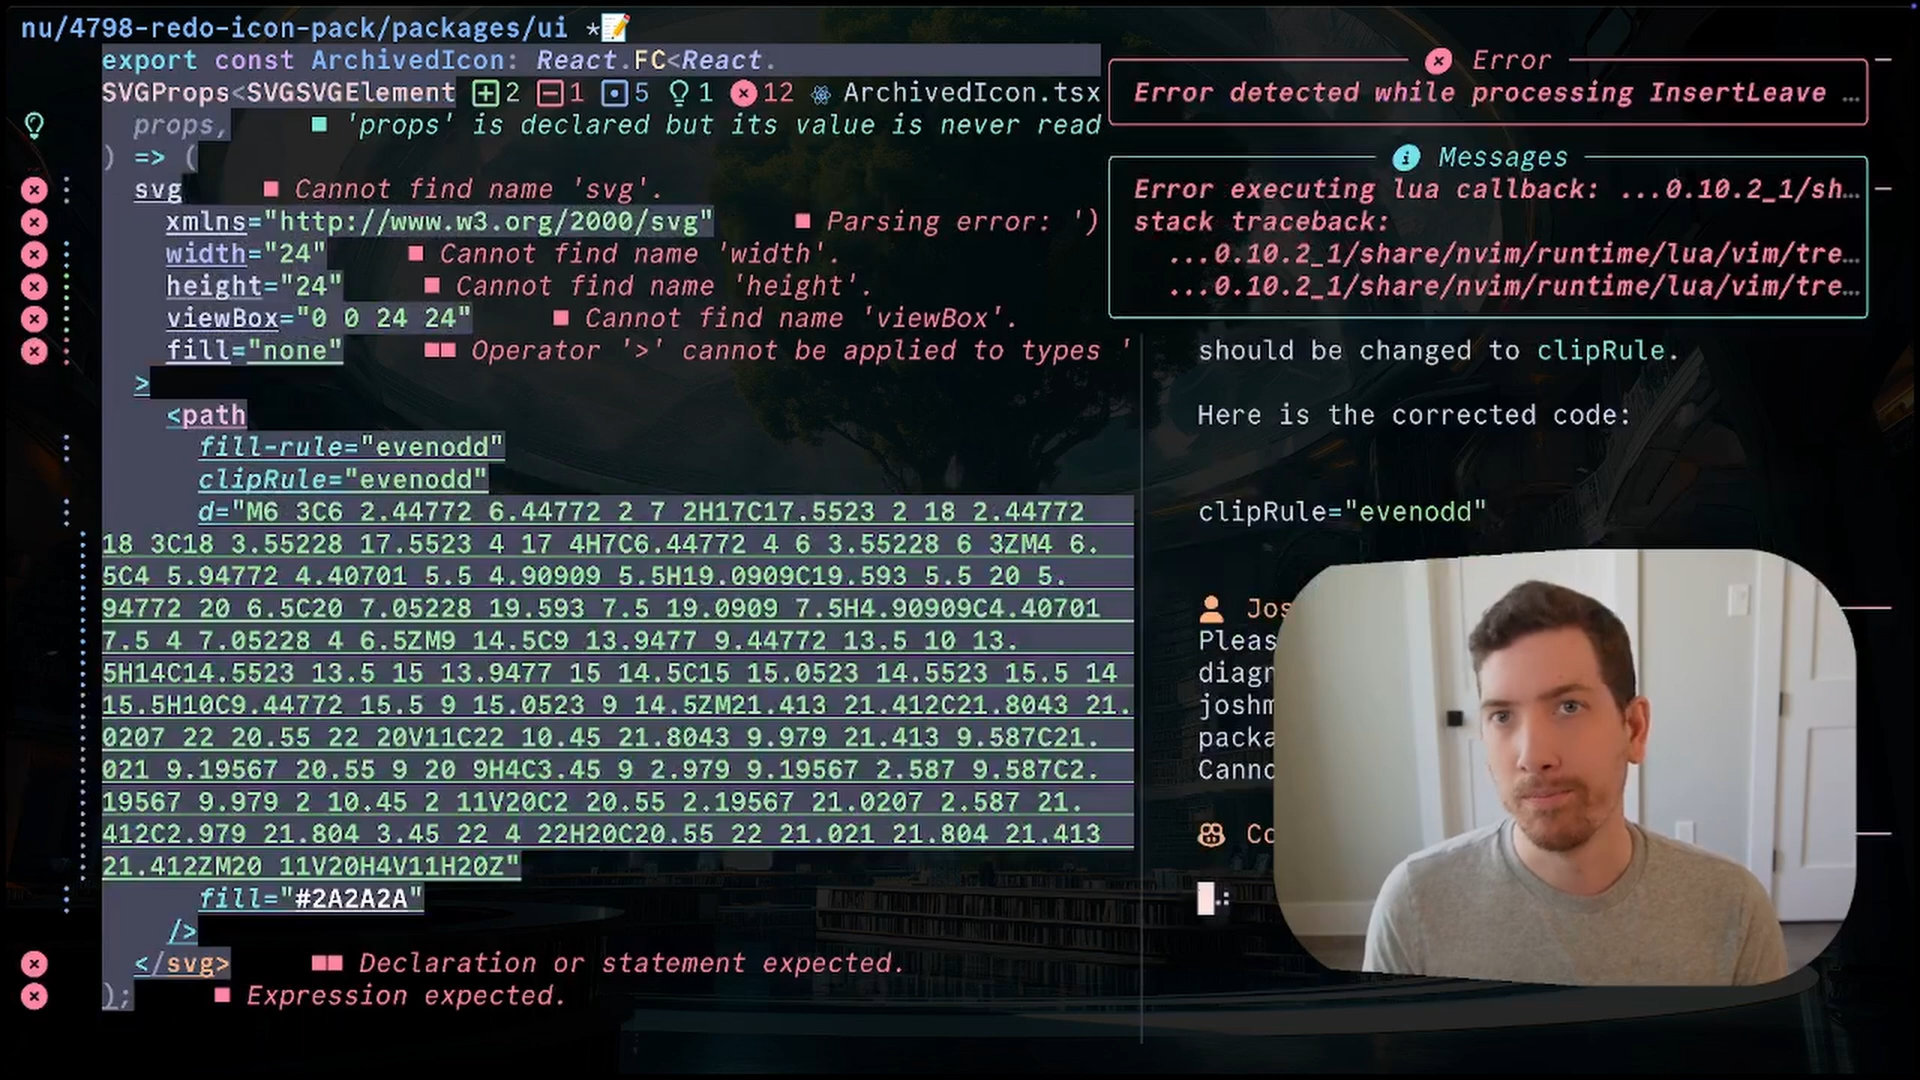 nu/4798-redo-icon-pack/packages/ui *
export const ArchivedIcon: React.FC<React.
SVGProps<SVGSVGElement 2 1 5 1 12 ArchivedIcon.tsx
props, 'props' is declared but its value is never read
) => (
svg Cannot find name 'svg'.
xmlns="http://www.w3.org/2000/svg" Parsing error: ')
width="24" Cannot find name 'width'.
height="24" Cannot find name 'height'.
viewBox="0 0 24 24" Cannot find name 'viewBox'.
fill="none" Operator '>' cannot be applied to types '
>
<path
fill-rule="evenodd"
clipRule="evenodd"
d="M6 3C6 2.44772 6.44772 2 7 2H17C17.5523 2 18 2.44772
18 3C18 3.55228 17.5523 4 17 4H7C6.44772 4 6 3.55228 6 3ZM4 6.
5C4 5.94772 4.40701 5.5 4.90909 5.5H19.0909C19.593 5.5 20 5.
94772 20 6.5C20 7.05228 19.593 7.5 19.0909 7.5H4.90909C4.40701
7.5 4 7.05228 4 6.5ZM9 14.5C9 13.9477 9.44772 13.5 10 13.
5H14C14.5523 13.5 15 13.9477 15 14.5C15 15.0523 14.5523 15.5 14
15.5H10C9.44772 15.5 9 15.0523 9 14.5ZM21.413 21.412C21.8043 21.
0207 22 20.55 22 20V11C22 10.45 21.8043 9.979 21.413 9.587C21.
021 9.19567 20.55 9 20 9H4C3.45 9 2.979 9.19567 2.587 9.587C2.
19567 9.979 2 10.45 2 11V20C2 20.55 2.19567 21.0207 2.587 21.
412C2.979 21.804 3.45 22 4 22H20C20.55 22 21.021 21.804 21.413
21.412ZM20 11V20H4V11H20Z"
fill="#2A2A2A"
/>
</svg> Declaration or statement expected.
); Expression expected.
Error
Error detected while processing InsertLeave …
Messages
Error executing lua callback: ...0.10.2_1/sh…
stack traceback:
...0.10.2_1/share/nvim/runtime/lua/vim/tre…
...0.10.2_1/share/nvim/runtime/lua/vim/tre…
should be changed to clipRule.
Here is the corrected code:
clipRule="evenodd"
Jos
Pleas
diagn
joshm
packa
Canno
Co